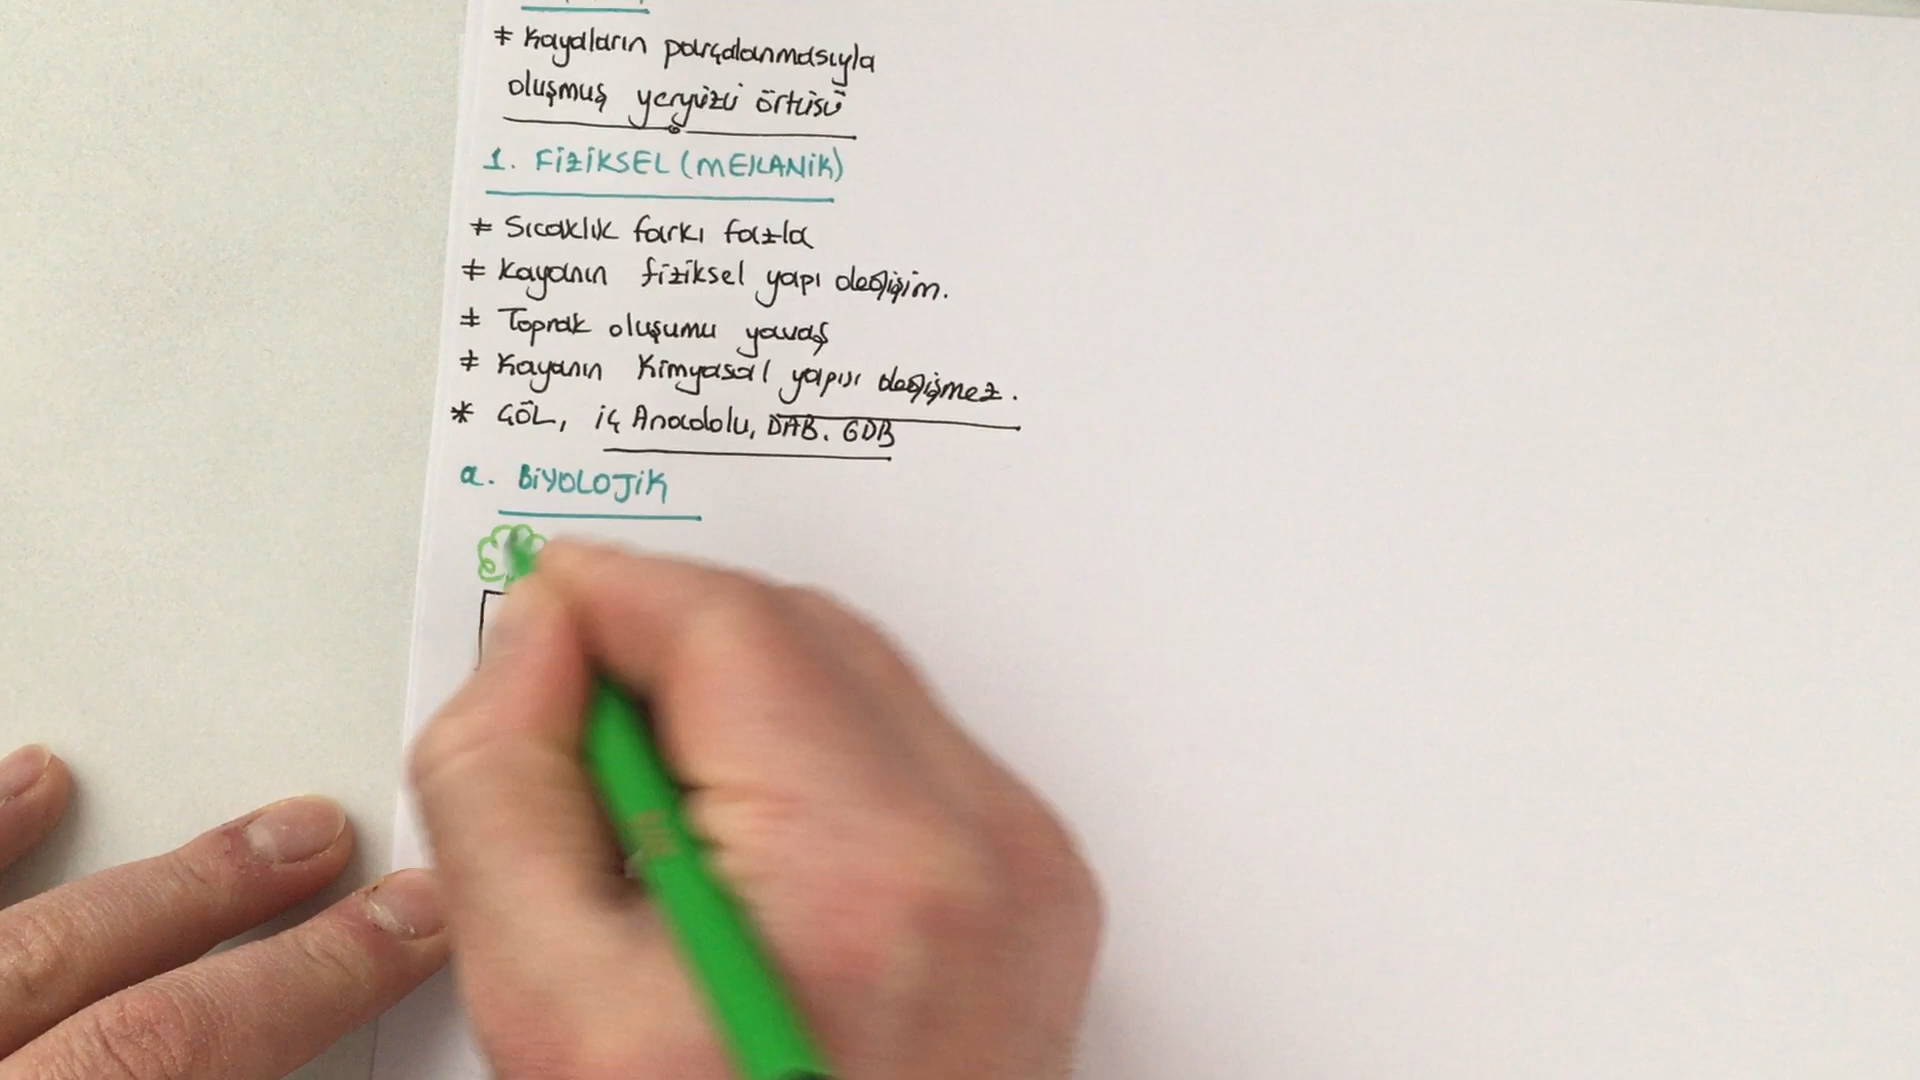 * Kayaların parçalanmasıyla
oluşmuş yeryüzü örtüsü
1. FİZİKSEL (MEKANİK)
* Sıcaklık farkı fazla
* Kayanın fiziksel yapı değişim.
* Toprak oluşumu yavaş
* Kayanın Kimyasal yapısı değişmez.
* ÇÖL, İç Anadolu, DAB. GDB
a. BİYOLOJİK